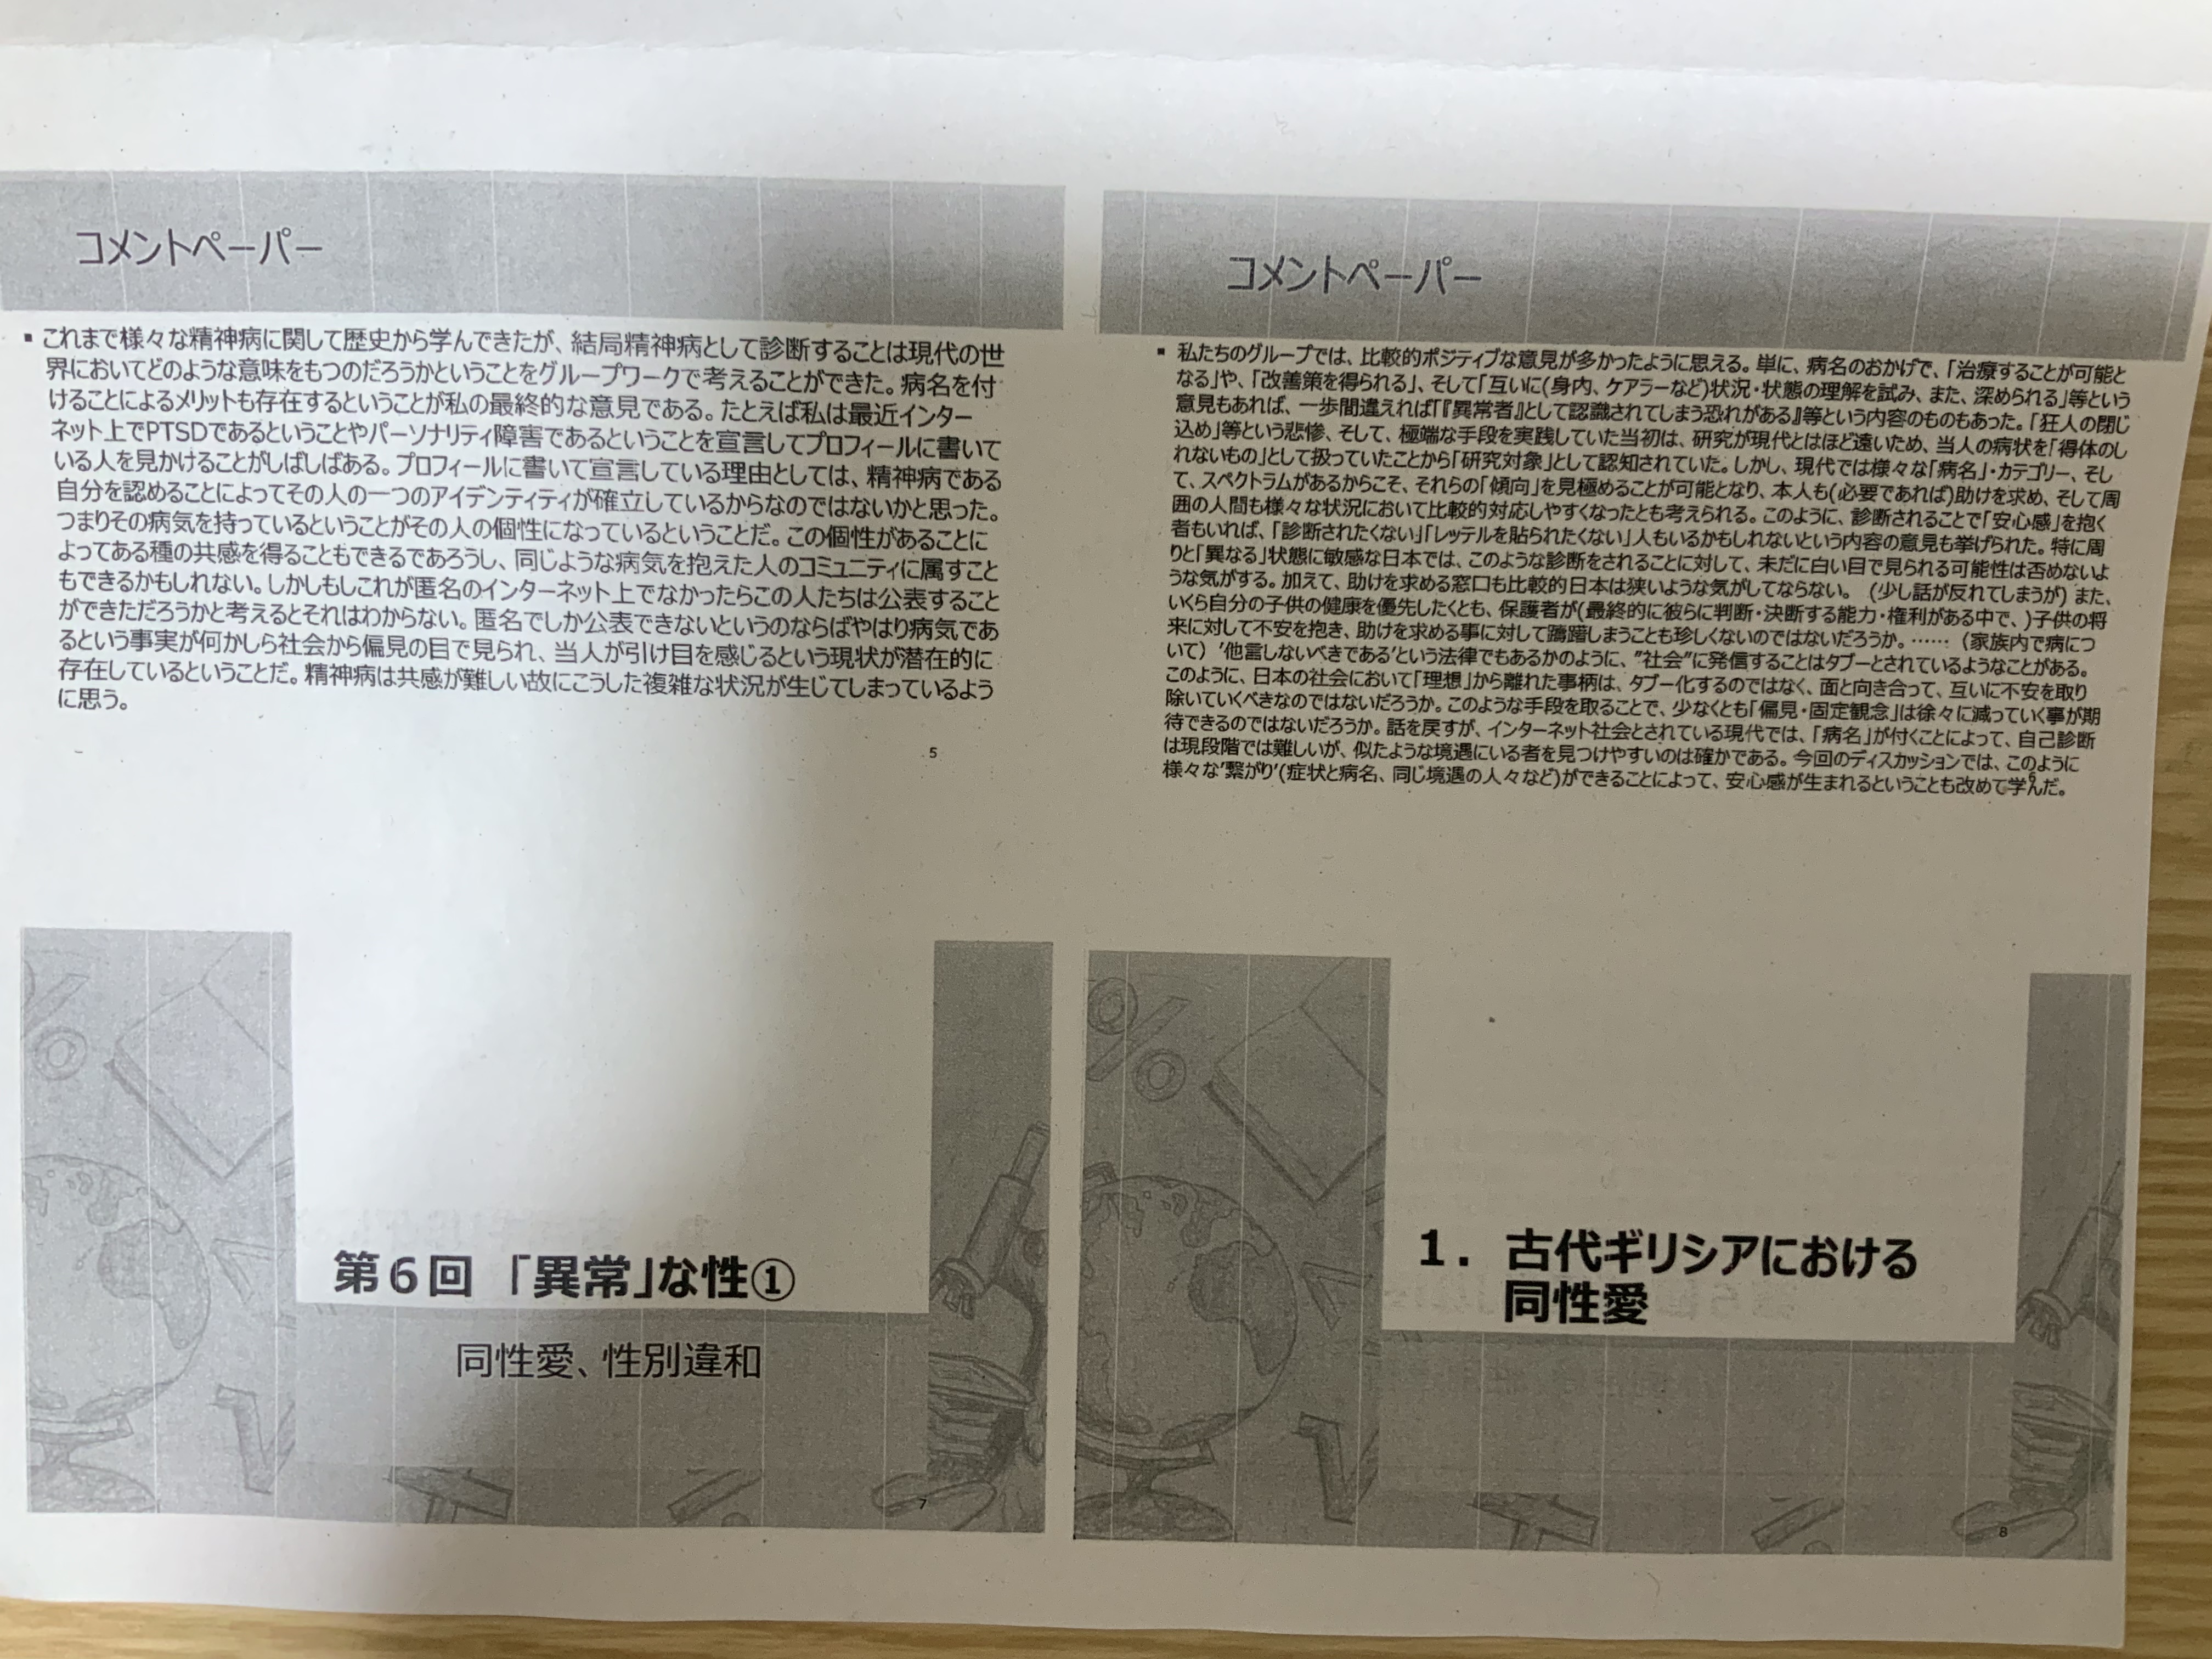 コメントペーパー
▪ これまで様々な精神病に関して歴史から学んできたが、結局精神病として診断することは現代の世
界においてどのような意味をもつのだろうかということをグループワークで考えることができた。病名を付
けることによるメリットも存在するということが私の最終的な意見である。たとえば私は最近インター
ネット上でPTSDであるということやパーソナリティ障害であるということを宣言してプロフィールに書いて
いる人を見かけることがしばしばある。プロフィールに書いて宣言している理由としては、精神病である
自分を認めることによってその人の一つのアイデンティティが確立しているからなのではないかと思った。
つまりその病気を持っているということがその人の個性になっているということだ。この個性があることに
よってある種の共感を得ることもできるであろうし、同じような病気を抱えた人のコミュニティに属すこと
もできるかもしれない。しかしもしこれが匿名のインターネット上でなかったらこの人たちは公表すること
ができただろうかと考えるとそれはわからない。匿名でしか公表できないというのならばやはり病気であ
るという事実が何かしら社会から偏見の目で見られ、当人が引け目を感じるという現状が潜在的に
存在しているということだ。精神病は共感が難しい故にこうした複雑な状況が生じてしまっているよう
に思う。
5
コメントペーパー
▪ 私たちのグループでは、比較的ポジティブな意見が多かったように思える。単に、病名のおかげで、「治療することが可能と
なる」や、「改善策を得られる」、そして「互いに(身内、ケアラーなど)状況・状態の理解を試み、また、深められる」等という
意見もあれば、一歩間違えれば「『異常者』として認識されてしまう恐れがある』等という内容のものもあった。「狂人の閉じ
込め」等という悲惨、そして、極端な手段を実践していた当初は、研究が現代とはほど遠いため、当人の病状を「得体のし
れないもの」として扱っていたことから「研究対象」として認知されていた。しかし、現代では様々な「病名」・カテゴリー、そし
て、スペクトラムがあるからこそ、それらの「傾向」を見極めることが可能となり、本人も(必要であれば)助けを求め、そして周
囲の人間も様々な状況において比較的対応しやすくなったとも考えられる。このように、診断されることで「安心感」を抱く
者もいれば、「診断されたくない」「レッテルを貼られたくない」人もいるかもしれないという内容の意見も挙げられた。特に周
りと「異なる」状態に敏感な日本では、このような診断をされることに対して、未だに白い目で見られる可能性は否めないよ
うな気がする。加えて、助けを求める窓口も比較的日本は狭いような気がしてならない。 (少し話が反れてしまうが) また、
いくら自分の子供の健康を優先したくとも、保護者が(最終的に彼らに判断・決断する能力・権利がある中で、)子供の将
来に対して不安を抱き、助けを求める事に対して躊躇しまうことも珍しくないのではないだろうか。…… (家族内で病につ
いて) '他言しないべきである'という法律でもあるかのように、"社会"に発信することはタブーとされているようなことがある。
このように、日本の社会において「理想」から離れた事柄は、タブー化するのではなく、面と向き合って、互いに不安を取り
除いていくべきなのではないだろうか。このような手段を取ることで、少なくとも「偏見・固定観念」は徐々に減っていく事が期
待できるのではないだろうか。話を戻すが、インターネット社会とされている現代では、「病名」が付くことによって、自己診断
は現段階では難しいが、似たような境遇にいる者を見つけやすいのは確かである。今回のディスカッションでは、このように
様々な'繋がり'(症状と病名、同じ境遇の人々など)ができることによって、安心感が生まれるということも改めて学んだ。
6
第6回 「異常」な性①
同性愛、性別違和
7
1. 古代ギリシアにおける
同性愛
8